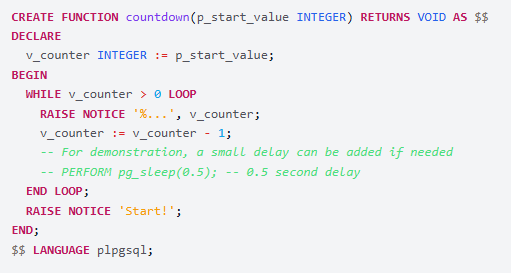 CREATE FUNCTION countdown(p_start_value INTEGER) RETURNS VOID AS $$
DECLARE
  v_counter INTEGER := p_start_value;
BEGIN
  WHILE v_counter > 0 LOOP
    RAISE NOTICE '%...', v_counter;
    v_counter := v_counter - 1;
    -- For demonstration, a small delay can be added if needed
    -- PERFORM pg_sleep(0.5); -- 0.5 second delay
  END LOOP;
  RAISE NOTICE 'Start!';
END;
$$ LANGUAGE plpgsql;